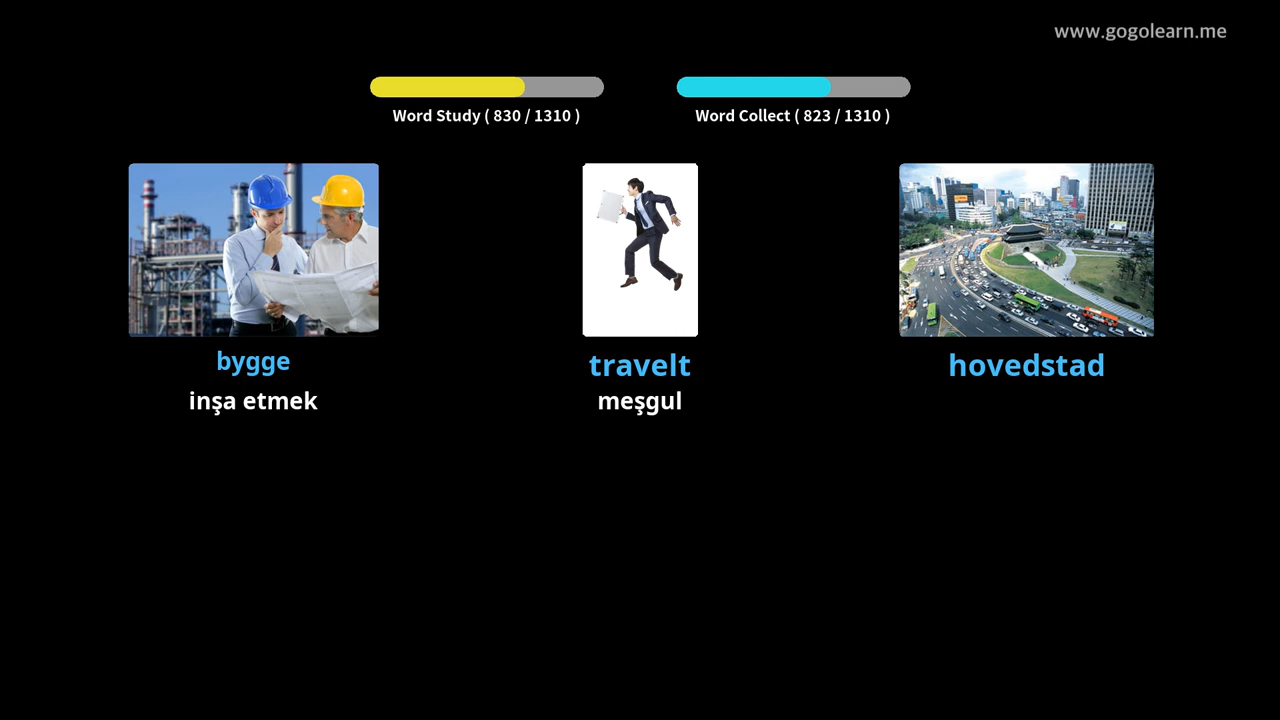 www.gogolearn.me
Word Study ( 830 / 1310 )
Word Collect ( 823 / 1310 )
bygge
inşa etmek
travelt
meşgul
hovedstad